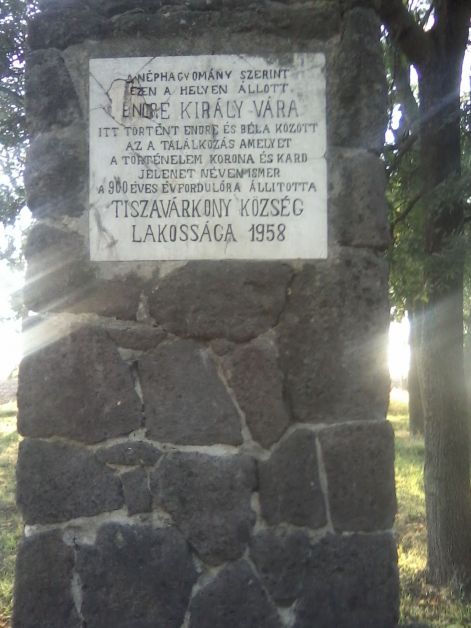 A NÉPHAGYOMÁNY SZERINT
EZEN A HELYEN ÁLLOTT
ENDRE KIRÁLY VÁRA
ITT TÖRTÉNT ENDRE ÉS BÉLA KÖZÖTT
AZ A TALÁLKOZÁS AMELYET
A TÖRTÉNELEM KORONA ÉS KARD
JELENET NÉVEN ISMER
A 900 ÉVES ÉVFORDULÓRA ÁLLITOTTA
TISZAVÁRKONY KÖZSÉG
LAKOSSÁGA 1958